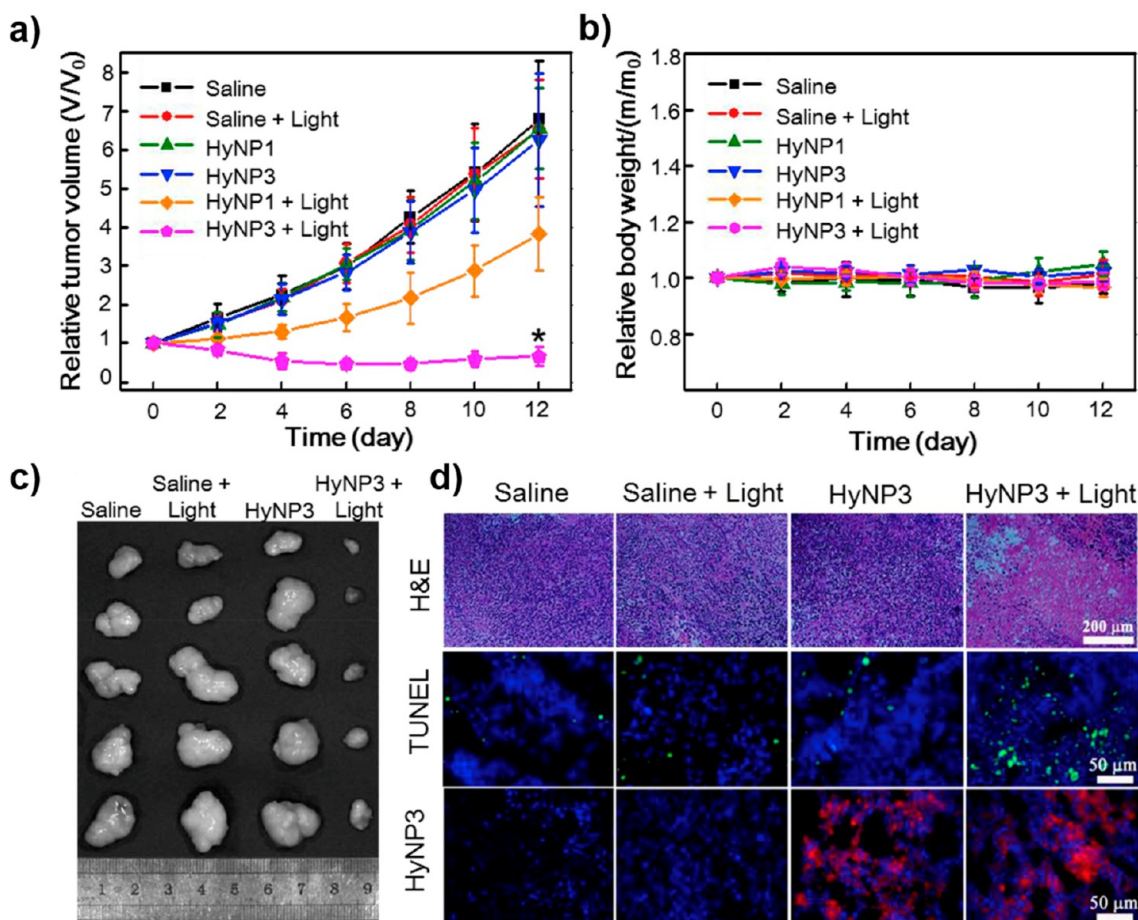 a)
Relative tumor volume (V/V₀)
8
7
6
5
4
3
2
1
0
Saline
Saline + Light
HyNP1
HyNP3
HyNP1 + Light
HyNP3 + Light
*
0 2 4 6 8 10 12
Time (day)
b)
Relative body weight/(m/m₀)
1.8
1.6
1.4
1.2
1.0
0.8
Saline
Saline + Light
HyNP1
HyNP3
HyNP1 + Light
HyNP3 + Light
0 2 4 6 8 10 12
Time (day)
c)
Saline
Saline +
Light
HyNP3
HyNP3 +
Light
1 2 3 4 5 6 7 8 9
d)
Saline Saline + Light HyNP3 HyNP3 + Light
H&E
200 μm
TUNEL
50 μm
HyNP3
50 μm